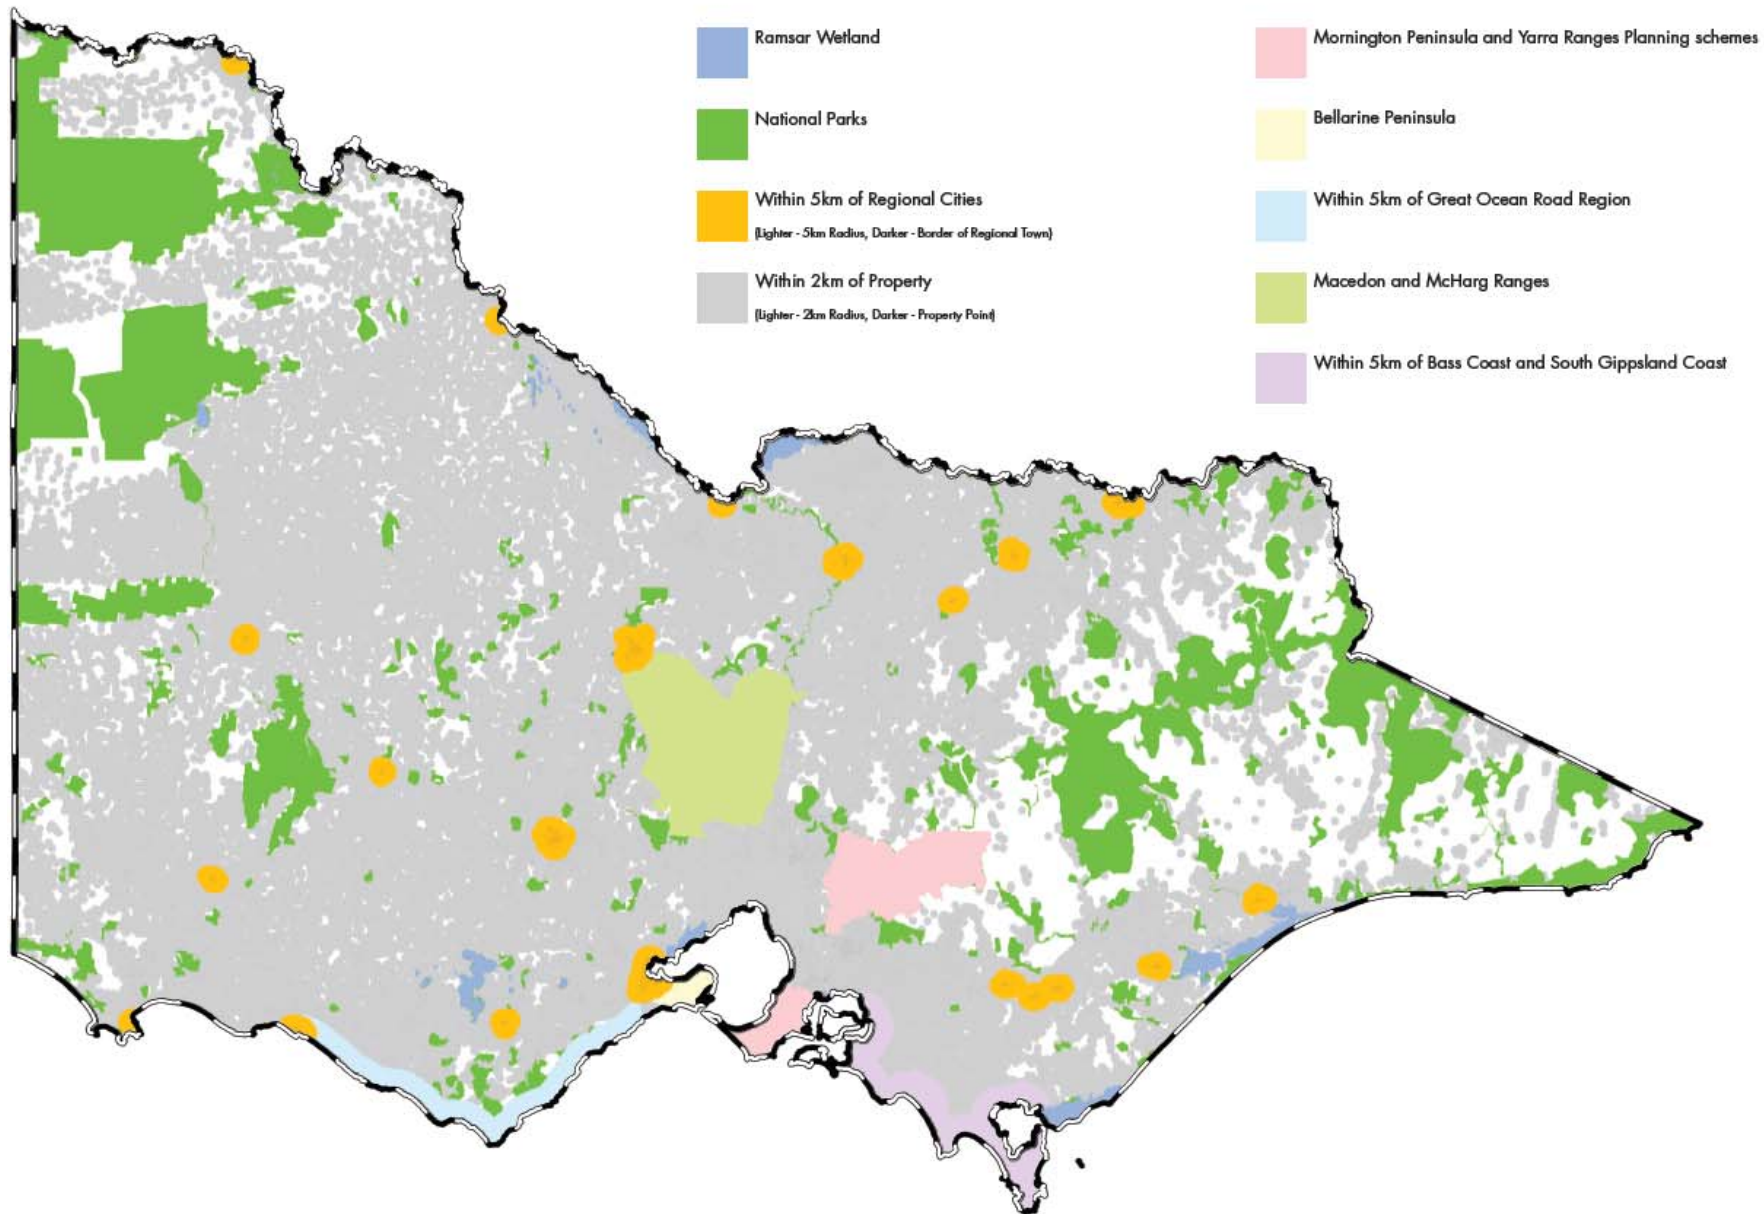 Ramsar Wetland
National Parks
Within 5km of Regional Cities
(Lighter - 5km Radius, Darker - Border of Regional Town)
Within 2km of Property
(Lighter - 2km Radius, Darker - Property Point)
Mornington Peninsula and Yarra Ranges Planning schemes
Bellarine Peninsula
Within 5km of Great Ocean Road Region
Macedon and McHarg Ranges
Within 5km of Bass Coast and South Gippsland Coast